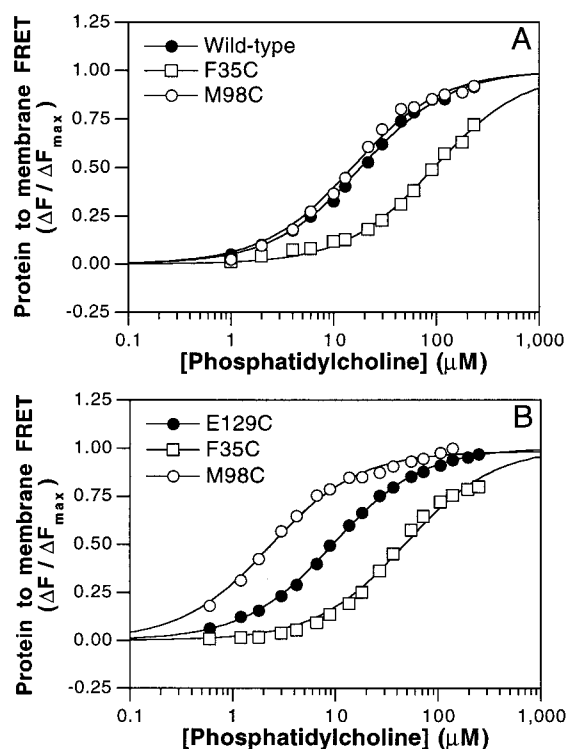 A
Wild-type
F35C
M98C
Protein to membrane FRET
(ΔF / ΔFmax)
1.25
1.00
0.75
0.50
0.25
0.00
-0.25
0.1
1
10
100
1,000
[Phosphatidylcholine] (μM)
B
E129C
F35C
M98C
Protein to membrane FRET
(ΔF / ΔFmax)
1.25
1.00
0.75
0.50
0.25
0.00
-0.25
0.1
1
10
100
1,000
[Phosphatidylcholine] (μM)